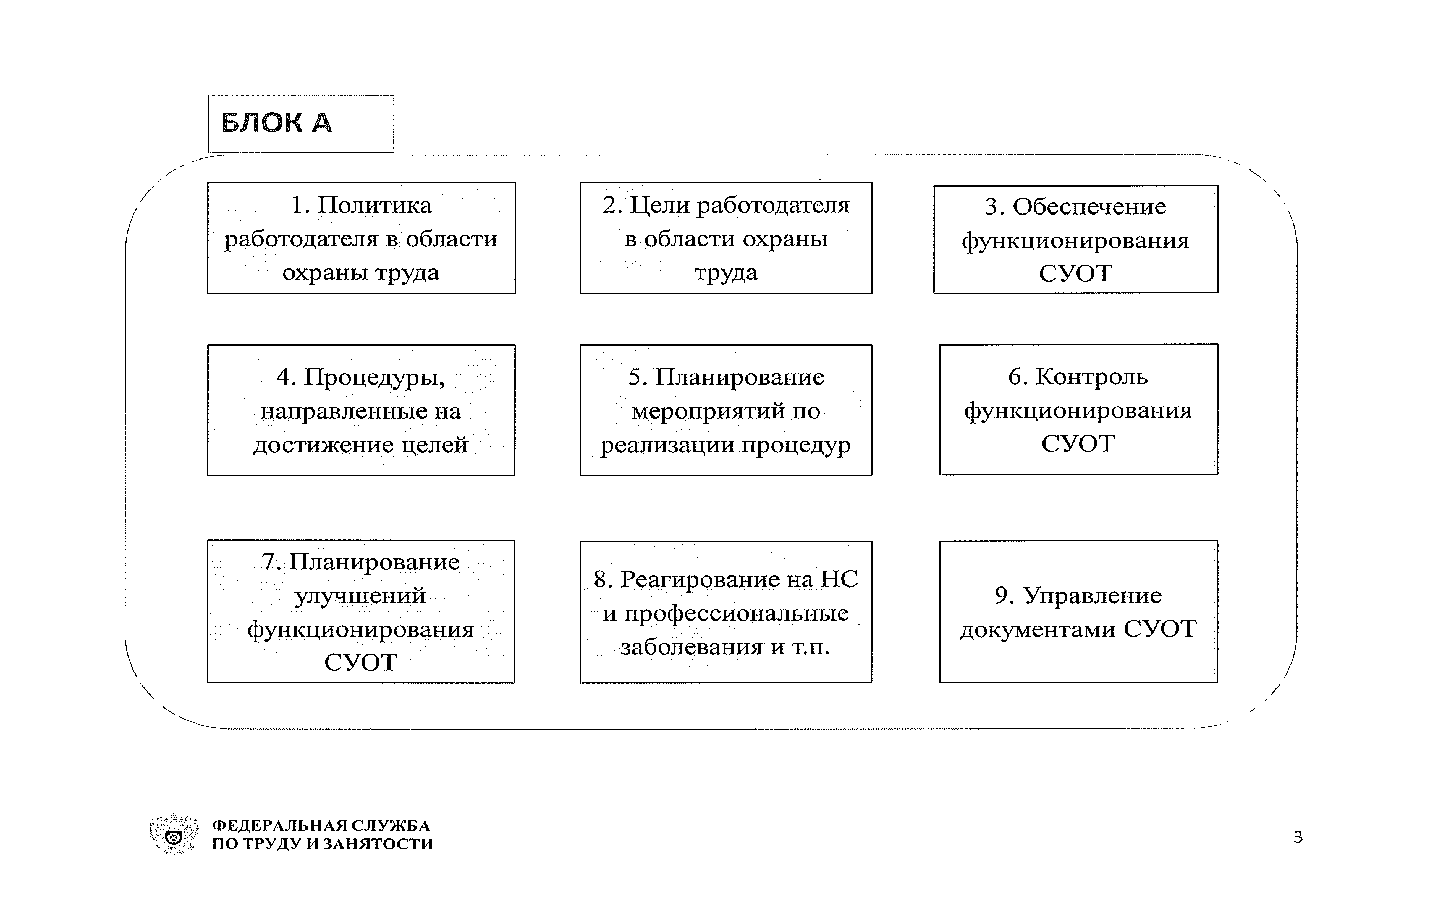 БЛОК А
1. Политика
работодателя в области
охраны труда
2. Цели работодателя
в области охраны
труда
3. Обеспечение
функционирования
СУОТ
4. Процедуры,
направленные на
достижение целей
5. Планирование
мероприятий по
реализации процедур
6. Контроль
функционирования
СУОТ
7. Планирование
улучшений
функционирования
СУОТ
8. Реагирование на НС
и профессиональные
заболевания и т.п.
9. Управление
документами СУОТ
ФЕДЕРАЛЬНАЯ СЛУЖБА
ПО ТРУДУ И ЗАНЯТОСТИ
3